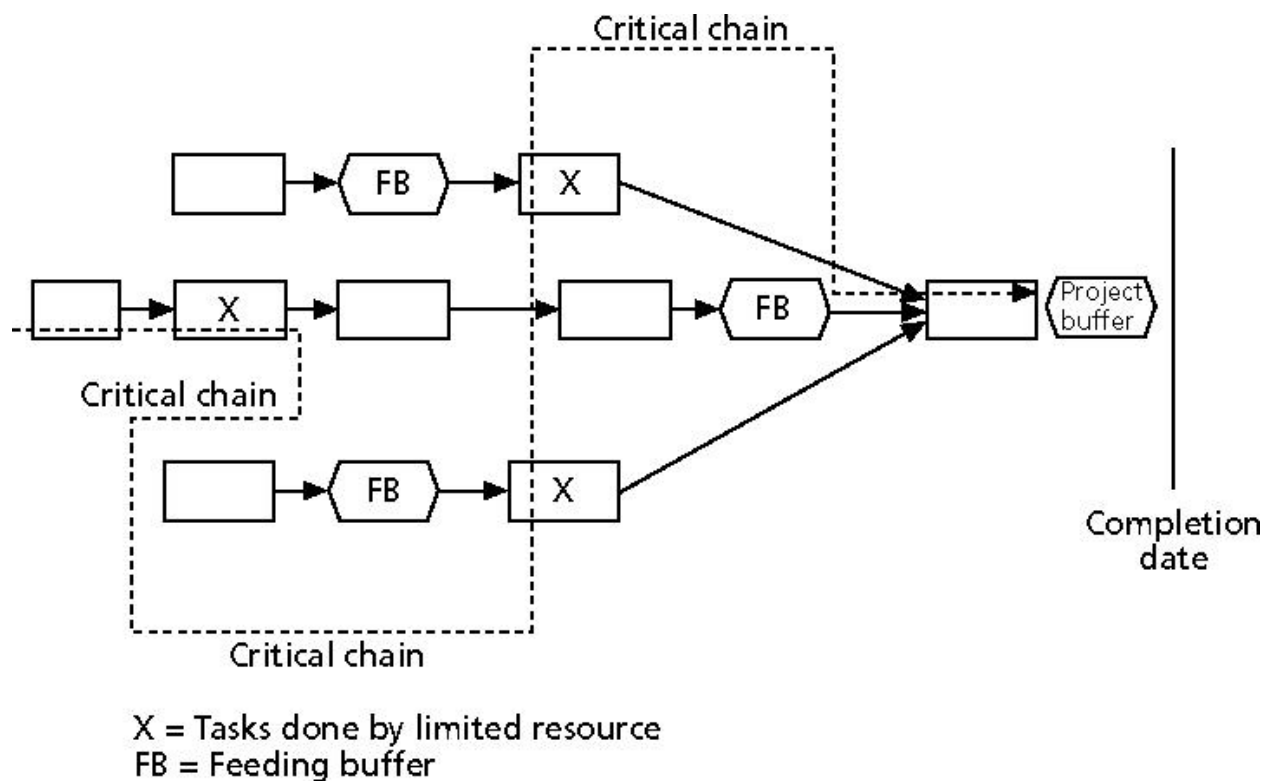 Critical chain
FB
X
X
FB
Project
buffer
Critical chain
FB
X
Completion
date
Critical chain
X = Tasks done by limited resource
FB = Feeding buffer